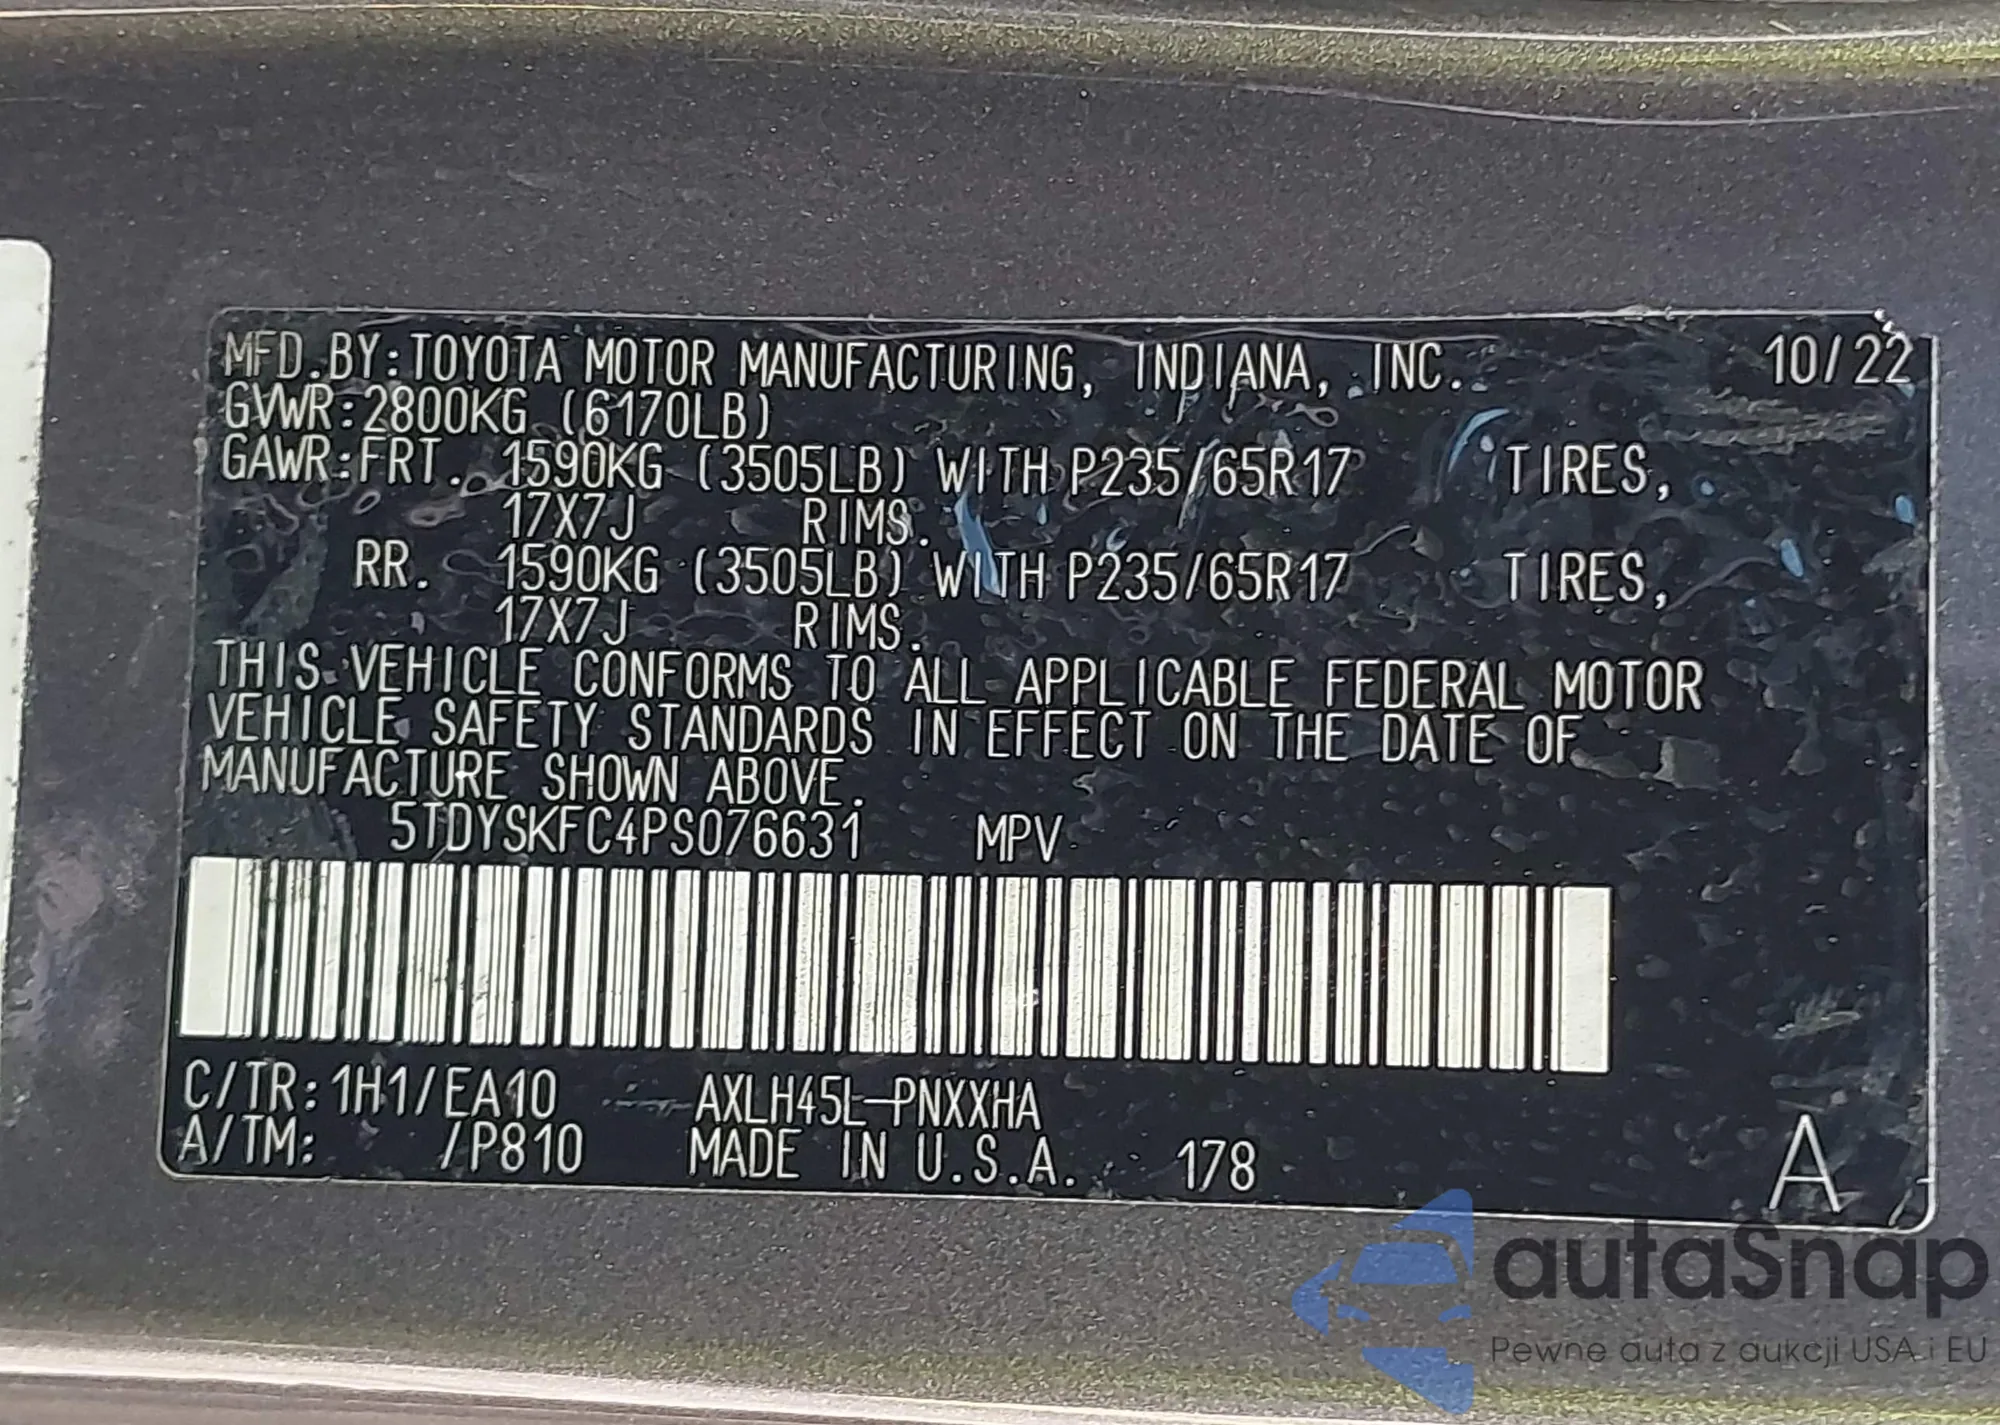 MFD.BY:TOYOTA MOTOR MANUFACTURING, INDIANA, INC. 10/22
GVWR:2800KG (6170LB)
GAWR:FRT. 1590KG (3505LB) WITH P235/65R17 TIRES,
17X7J RIMS.
RR. 1590KG (3505LB) WITH P235/65R17 TIRES,
17X7J RIMS.
THIS VEHICLE CONFORMS TO ALL APPLICABLE FEDERAL MOTOR
VEHICLE SAFETY STANDARDS IN EFFECT ON THE DATE OF
MANUFACTURE SHOWN ABOVE.
5TDYSKFC4PS076631 MPV
C/TR:1H1/EA10 AXLH45L-PNXXHA
A/TM: /P810 MADE IN U.S.A. 178 A
autaSnap
Pewne auta z aukcji USA i EU